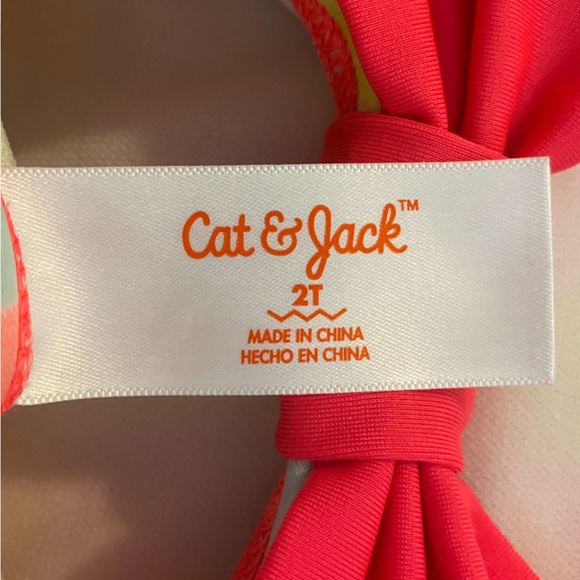 Cat & Jack™
2T
MADE IN CHINA
HECHO EN CHINA